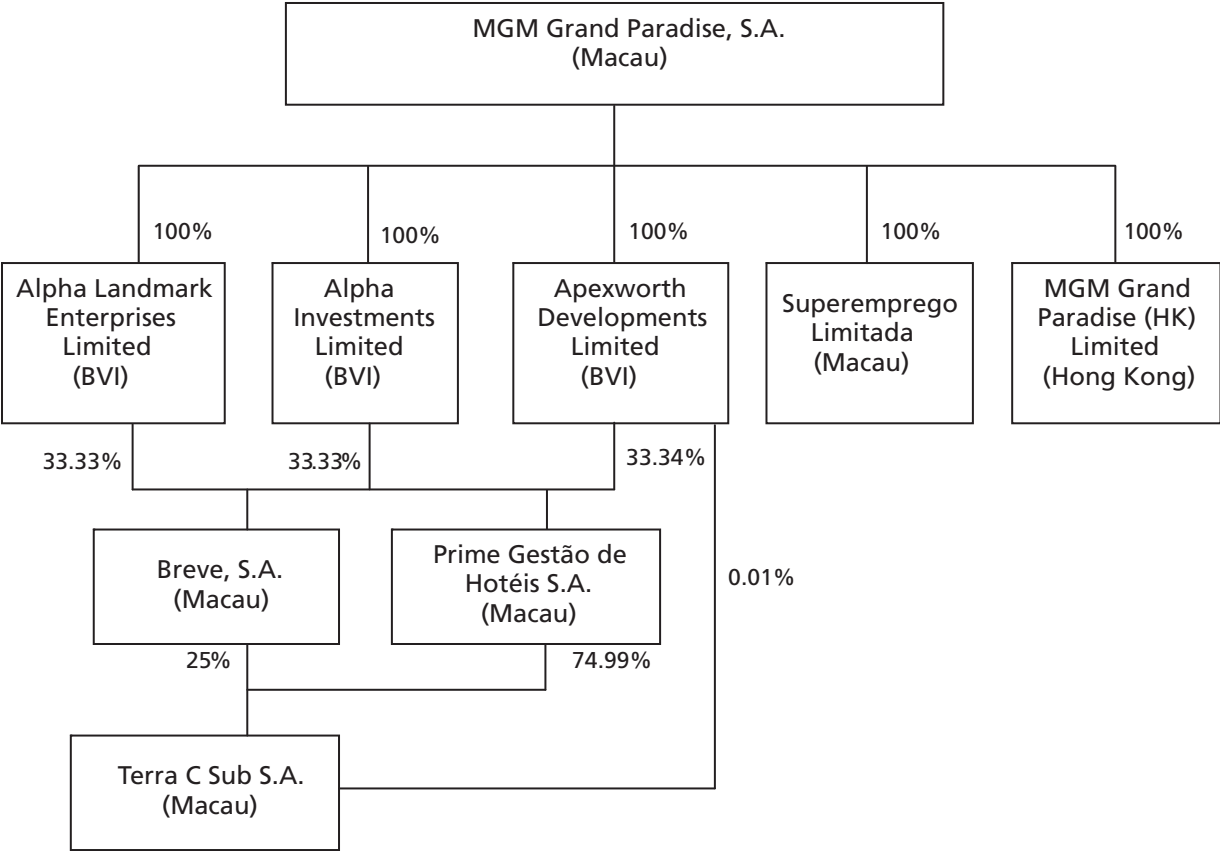 MGM Grand Paradise, S.A.
(Macau)
100%
100%
100%
100%
100%
Alpha Landmark
Enterprises
Limited
(BVI)
Alpha
Investments
Limited
(BVI)
Apexworth
Developments
Limited
(BVI)
Superemprego
Limitada
(Macau)
MGM Grand
Paradise (HK)
Limited
(Hong Kong)
33.33%
33.33%
33.34%
Breve, S.A.
(Macau)
Prime Gestão de
Hotéis S.A.
(Macau)
0.01%
25%
74.99%
Terra C Sub S.A.
(Macau)